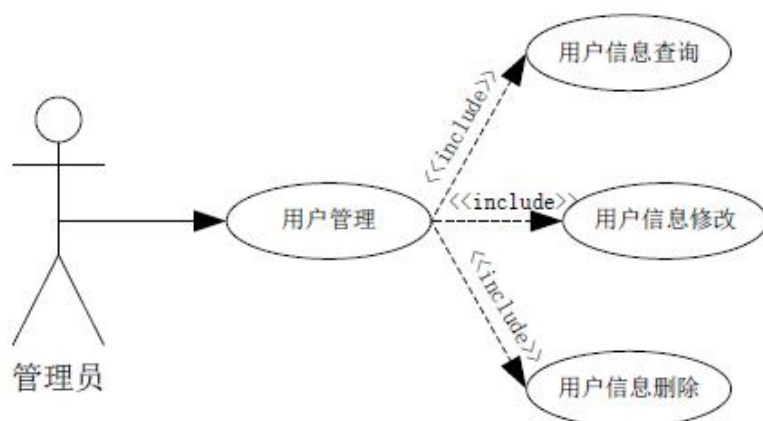 用户信息查询
<<include>>
<<include>>
用户管理
用户信息修改
<<include>>
管理员
用户信息删除